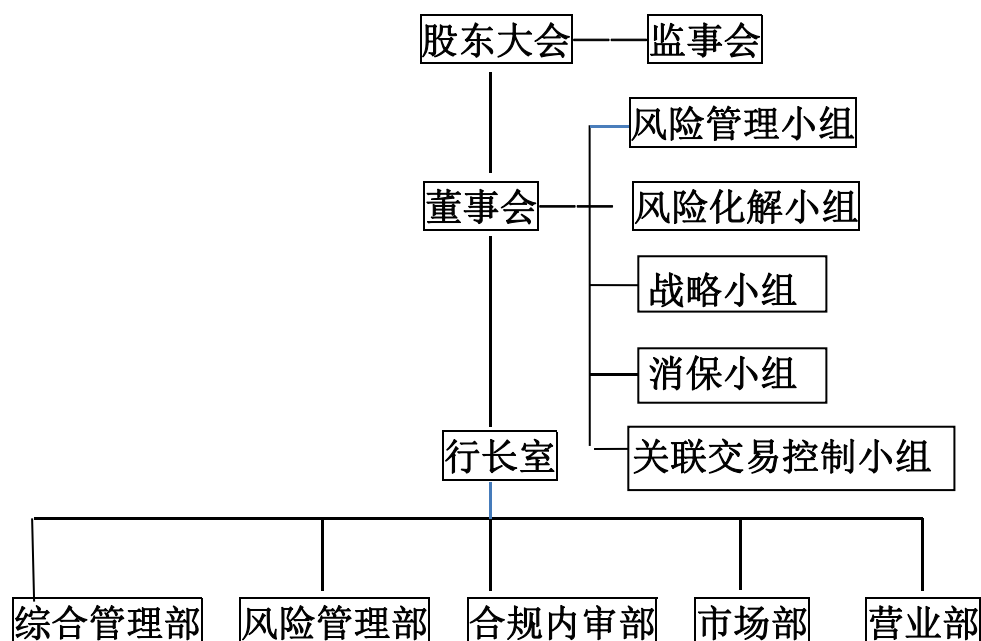 股东大会 监事会
风险管理小组
董事会 风险化解小组
战略小组
消保小组
行长室 关联交易控制小组
综合管理部 风险管理部 合规内审部 市场部 营业部